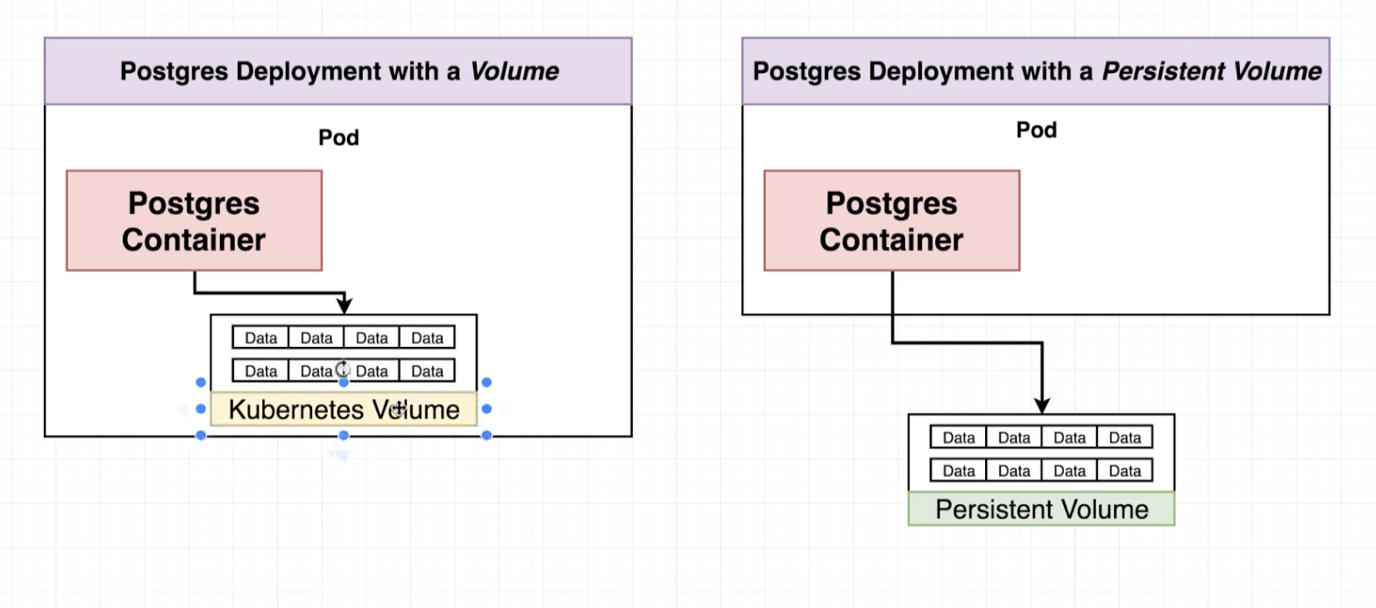 Postgres Deployment with a Volume
Pod
Postgres
Container
Data Data Data Data
Data Data Data Data
Kubernetes Volume
Postgres Deployment with a Persistent Volume
Pod
Postgres
Container
Data Data Data Data
Data Data Data Data
Persistent Volume